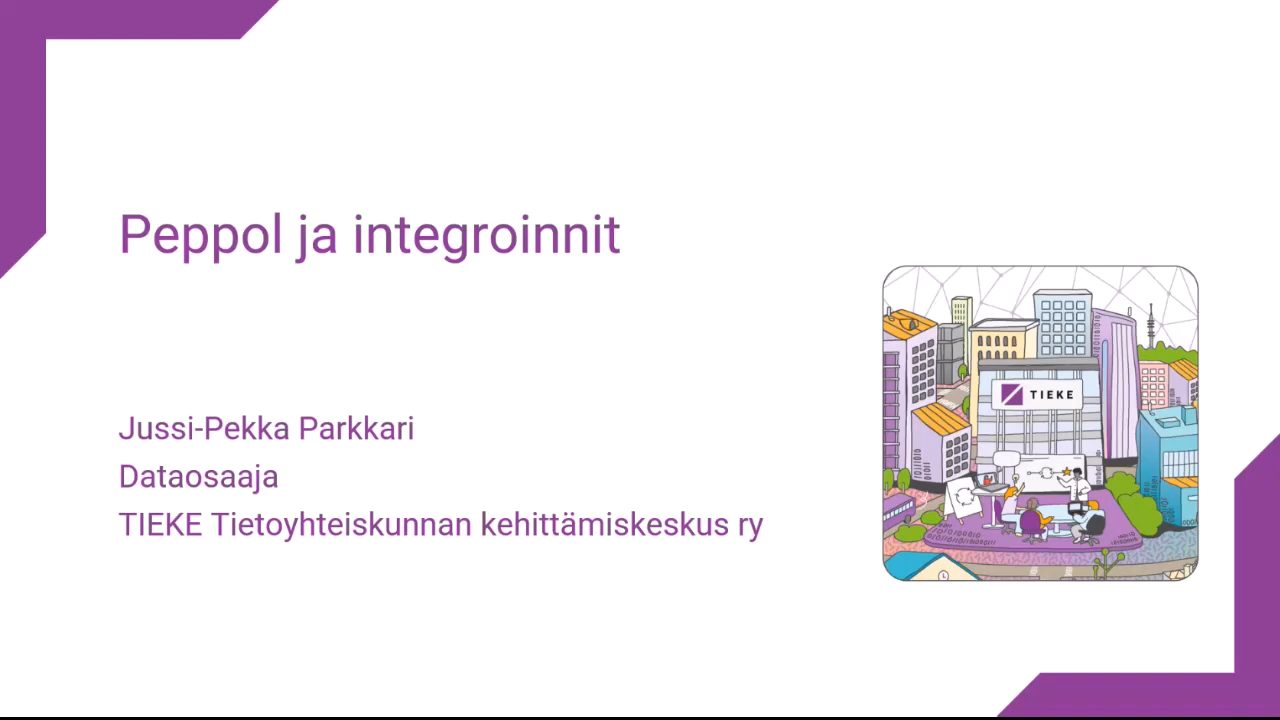 Peppol ja integroinnit
Jussi-Pekka Parkkari
Dataosaaja
TIEKE Tietoyhteiskunnan kehittämiskeskus ry
TIEKE